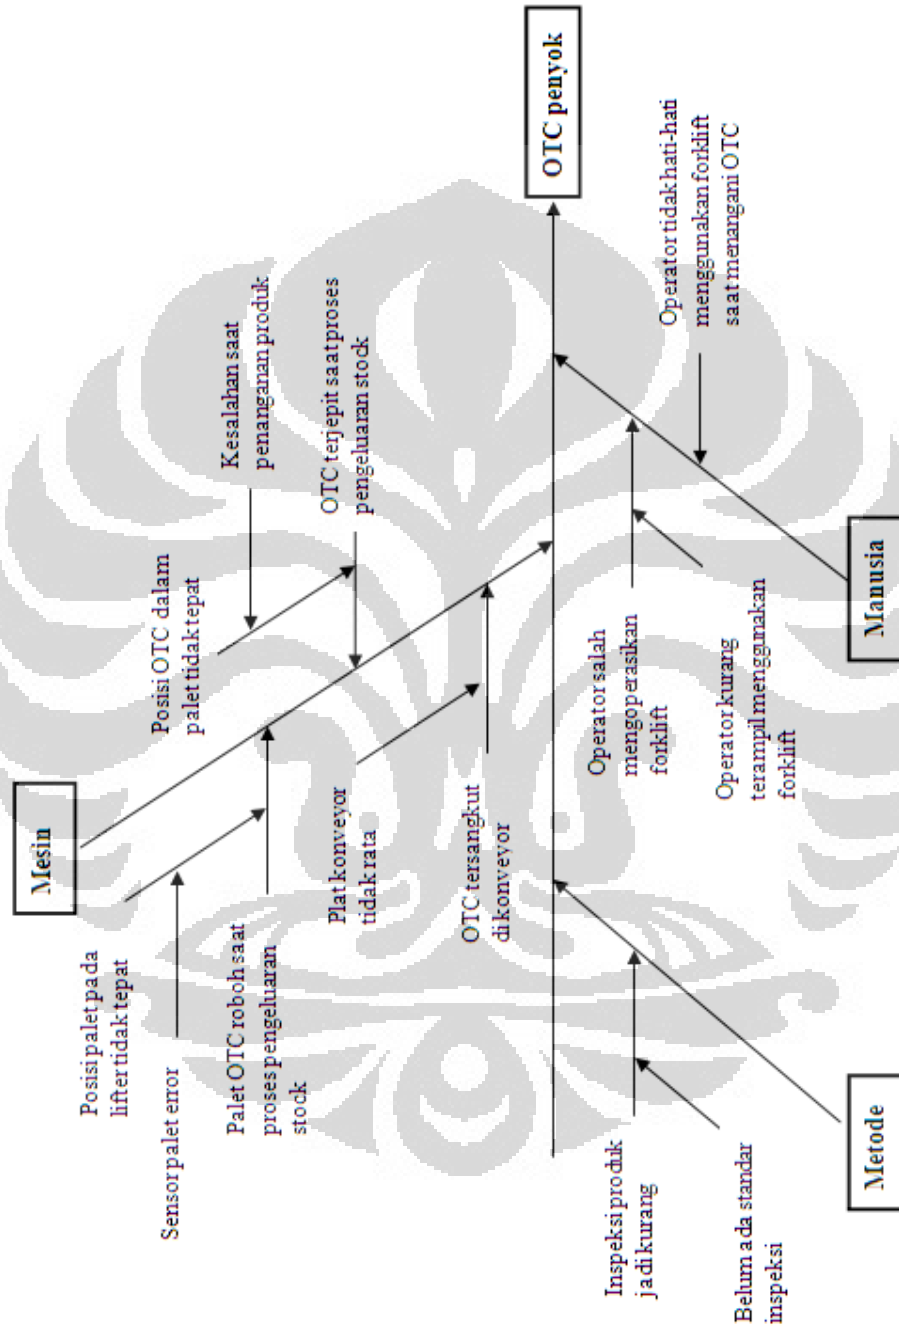 Mesin
Posisi palet pada
lifter tidak tepat
Sensor palet error
Palet OTC roboh saat
proses pengeluaran
stock
Posisi OTC dalam
palet tidak tepat
Kesalahan saat
penanganan produk
OTC terjepit saat proses
pengeluaran stock
Plat konveyor
tidak rata
OTC tersangkut
di konveyor
OTC penyok
Inspeksi produk
jadi kurang
Belum ada standar
inspeksi
Metode
Operator salah
mengoperasikan
forklift
Operator kurang
terampil menggunakan
forklift
Operator tidak hati-hati
menggunakan forklift
saat menangani OTC
Manusia